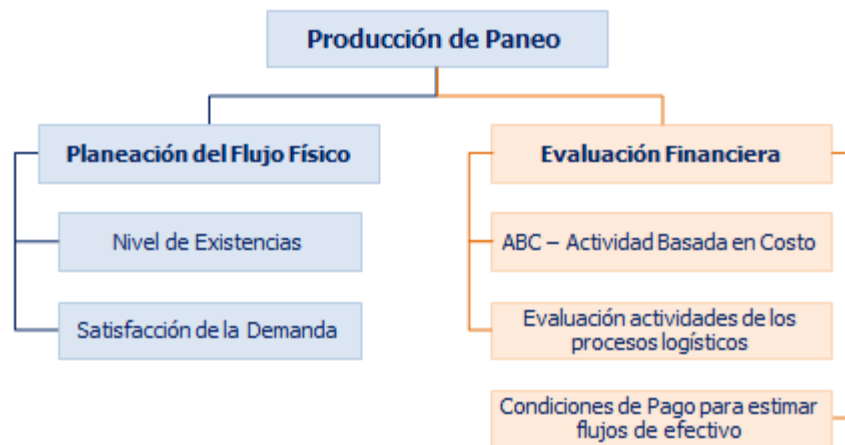 Producción de Paneo
Planeación del Flujo Físico
Nivel de Existencias
Satisfacción de la Demanda
Evaluación Financiera
ABC – Actividad Basada en Costo
Evaluación actividades de los
procesos logísticos
Condiciones de Pago para estimar
flujos de efectivo